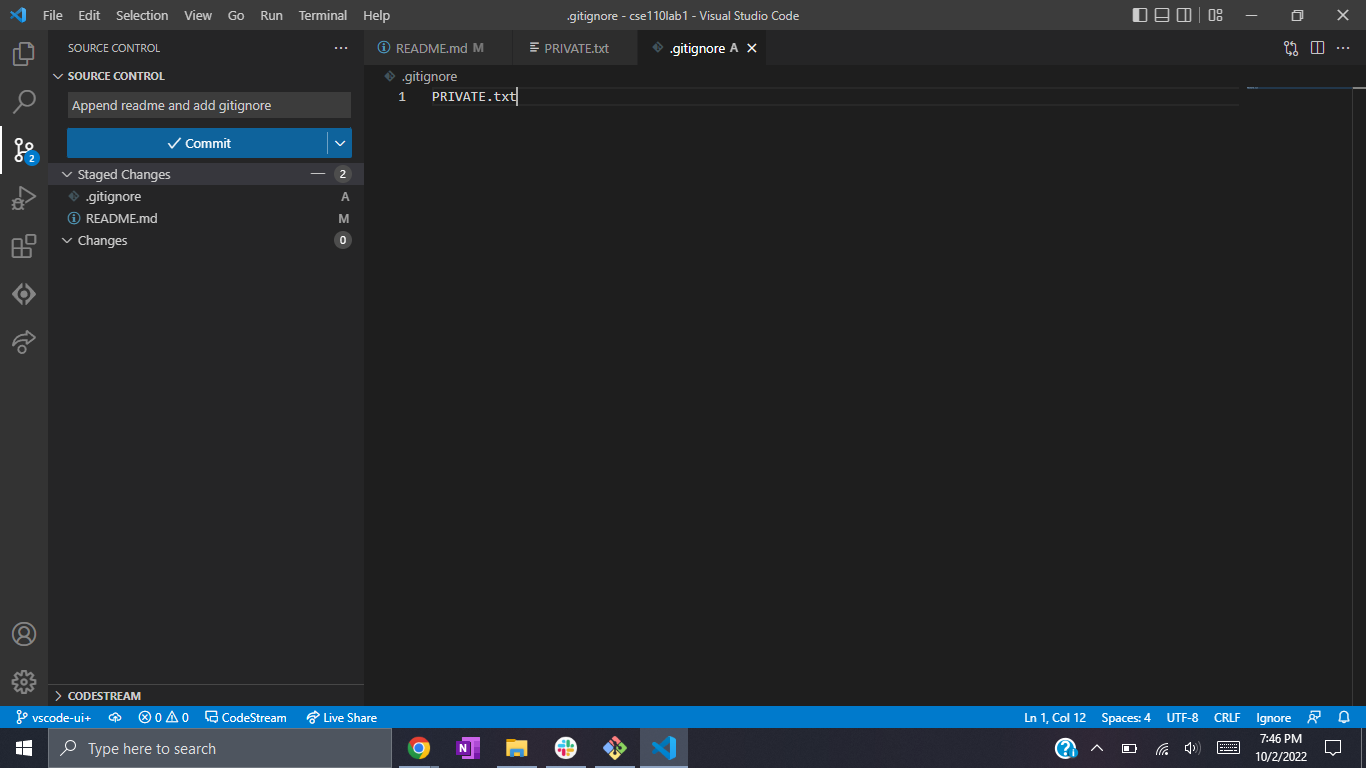 File Edit Selection View Go Run Terminal Help
.gitignore - cse110lab1 - Visual Studio Code
SOURCE CONTROL
README.md M
PRIVATE.txt
.gitignore A
SOURCE CONTROL
.gitignore
Append readme and add gitignore
1 PRIVATE.txt
Commit
Staged Changes 2
.gitignore A
2
README.md M
Changes 0
CODESTREAM
vscode-ui+ 0 0 CodeStream Live Share
Ln 1, Col 12 Spaces: 4 UTF-8 CRLF Ignore
Type here to search
7:46 PM
10/2/2022